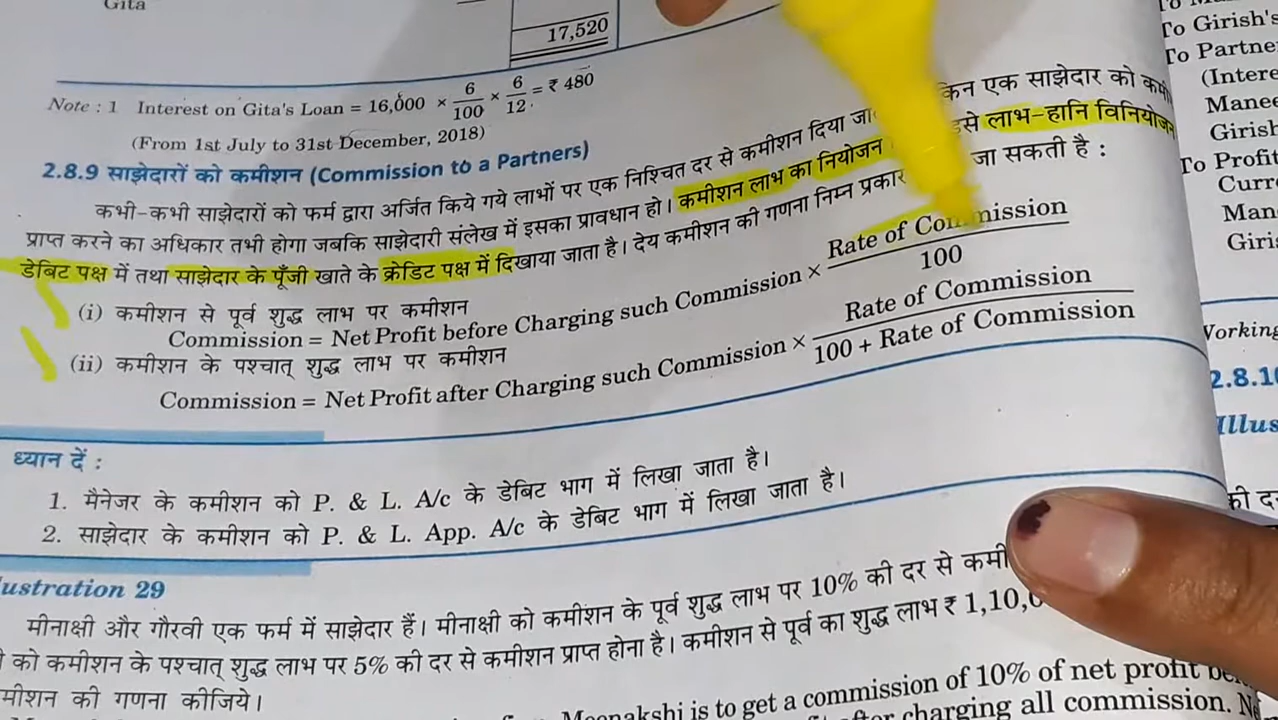 Gita
17,520
Note : 1 Interest on Gita's Loan = 16,000 × 6/100 × 6/12 = ₹ 480
(From 1st July to 31st December, 2018)
2.8.9 साझेदारों को कमीशन (Commission to a Partners)
कभी-कभी साझेदारों को फर्म द्वारा अर्जित किये गये लाभों पर एक निश्चित दर से कमीशन दिया एक साझेदार को
प्राप्त करने का अधिकार तभी होगा जबकि साझेदारी संलेख में इसका प्रावधान हो। कमीशन लाभ का नियोजन लाभ-हानि विनियोजन
डेबिट पक्ष में तथा साझेदार के पूँजी खाते के क्रेडिट पक्ष में दिखाया जाता है। देय कमीशन की गणना निम्न प्रकार जा सकती है :
(i) कमीशन से पूर्व शुद्ध लाभ पर कमीशन
Commission = Net Profit before Charging such Commission × Rate of Commission/100
(ii) कमीशन के पश्चात् शुद्ध लाभ पर कमीशन
Commission = Net Profit after Charging such Commission × Rate of Commission/100 + Rate of Commission
ध्यान दें :
1. मैनेजर के कमीशन को P. & L. A/c के डेबिट भाग में लिखा जाता है।
2. साझेदार के कमीशन को P. & L. App. A/c के डेबिट भाग में लिखा जाता है।
ustration 29
मीनाक्षी और गौरवी एक फर्म में साझेदार हैं। मीनाक्षी को कमीशन के पूर्व शुद्ध लाभ पर 10% की दर से
को कमीशन के पश्चात् शुद्ध लाभ पर 5% की दर से कमीशन प्राप्त होना है। कमीशन से पूर्व का शुद्ध लाभ ₹ 1,10,
मीशन की गणना कीजिये।
Meenakshi is to get a commission of 10% of net profit
charging all commission.
To Girish's
To Partne
(Intere
Manee
Girish
To Profit
Curre
Man
Giri
Working
2.8.10
Illus
की दर